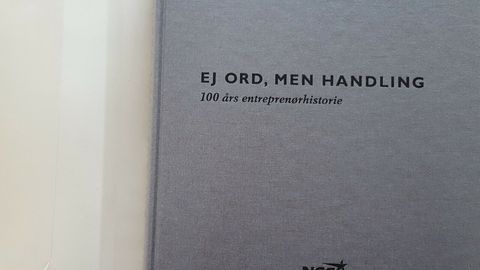 EJ ORD, MEN HANDLING
100 års entreprenørhistorie